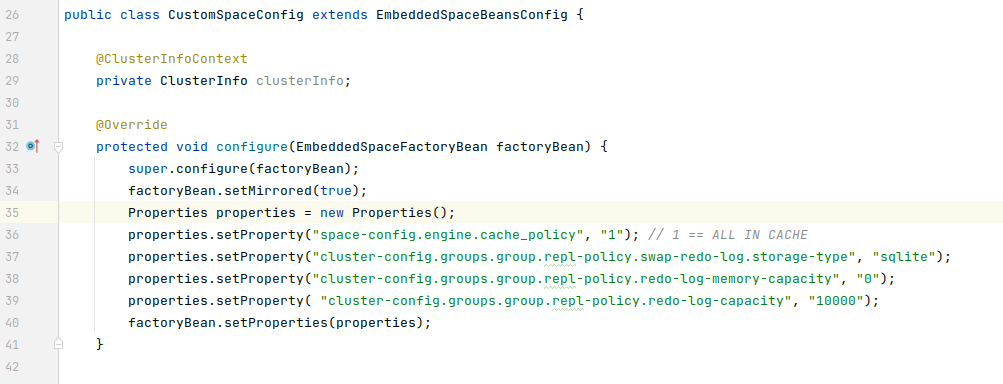 26 public class CustomSpaceConfig extends EmbeddedSpaceBeansConfig {
27
28 @ClusterInfoContext
29 private ClusterInfo clusterInfo;
30
31 @Override
32 protected void configure(EmbeddedSpaceFactoryBean factoryBean) {
33 super.configure(factoryBean);
34 factoryBean.setMirrored(true);
35 Properties properties = new Properties();
36 properties.setProperty("space-config.engine.cache_policy", "1"); // 1 == ALL IN CACHE
37 properties.setProperty("cluster-config.groups.group.repl-policy.swap-redo-log.storage-type", "sqlite");
38 properties.setProperty("cluster-config.groups.group.repl-policy.redo-log-memory-capacity", "0");
39 properties.setProperty( "cluster-config.groups.group.repl-policy.redo-log-capacity", "10000");
40 factoryBean.setProperties(properties);
41 }
42